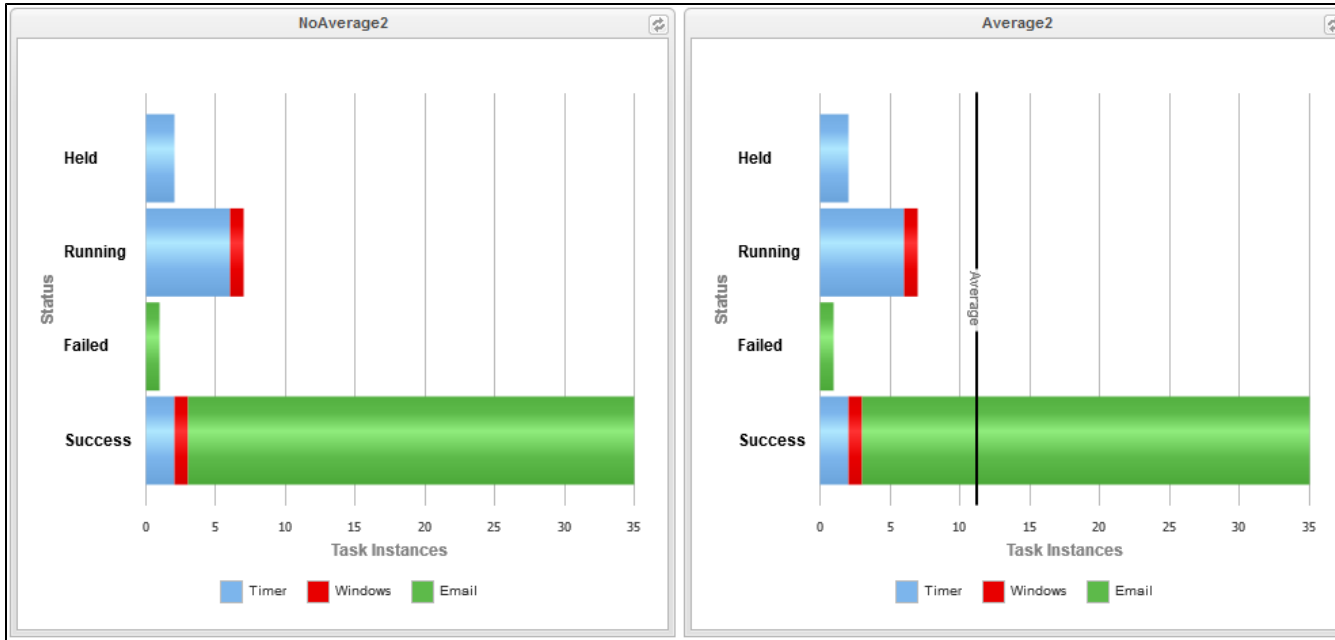 NoAverage2
Held
Running
Failed
Success
Status
0 5 10 15 20 25 30 35
Task Instances
Timer Windows Email
Average2
Held
Running
Failed
Success
Status
Average
0 5 10 15 20 25 30 35
Task Instances
Timer Windows Email